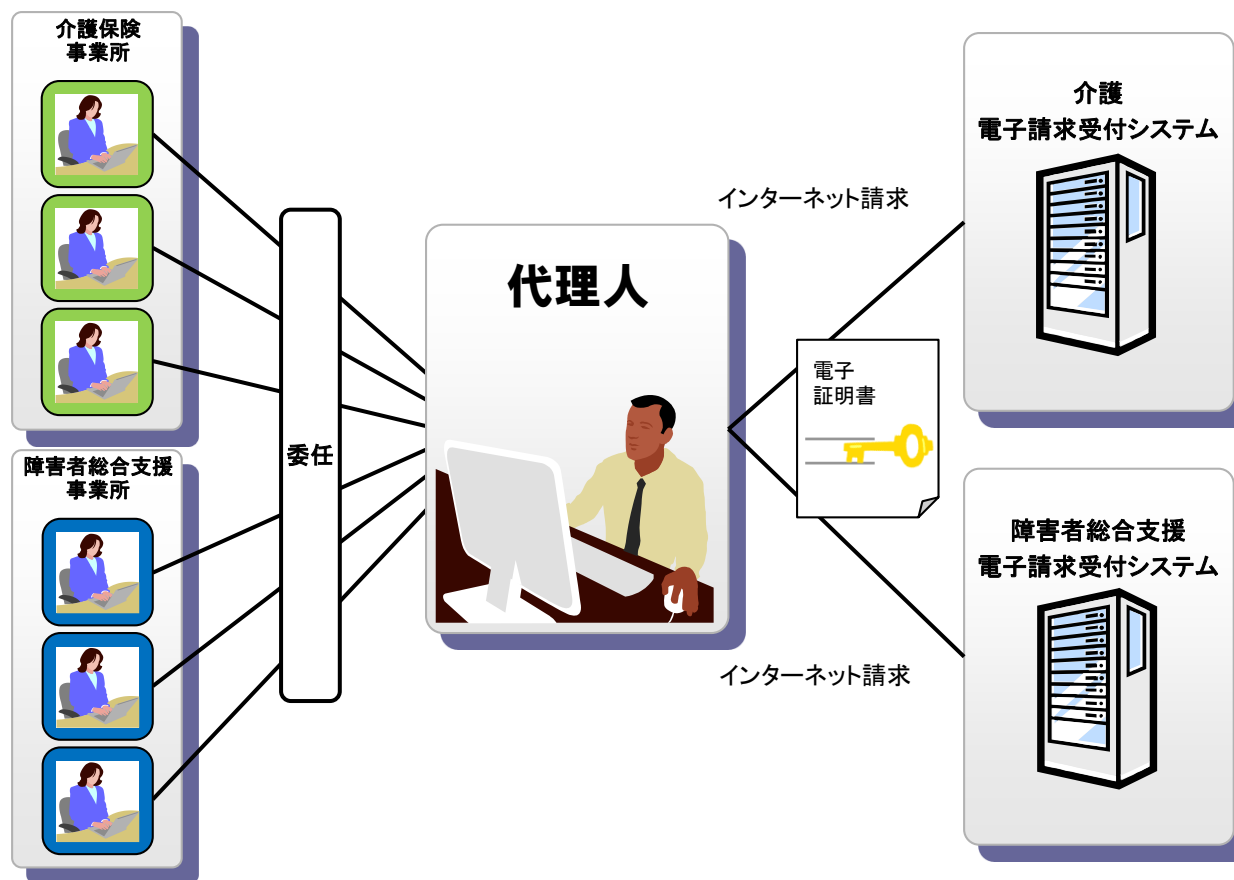 介護保険
事業所
障害者総合支援
事業所
委任
代理人
インターネット請求
電子
証明書
インターネット請求
介護
電子請求受付システム
障害者総合支援
電子請求受付システム